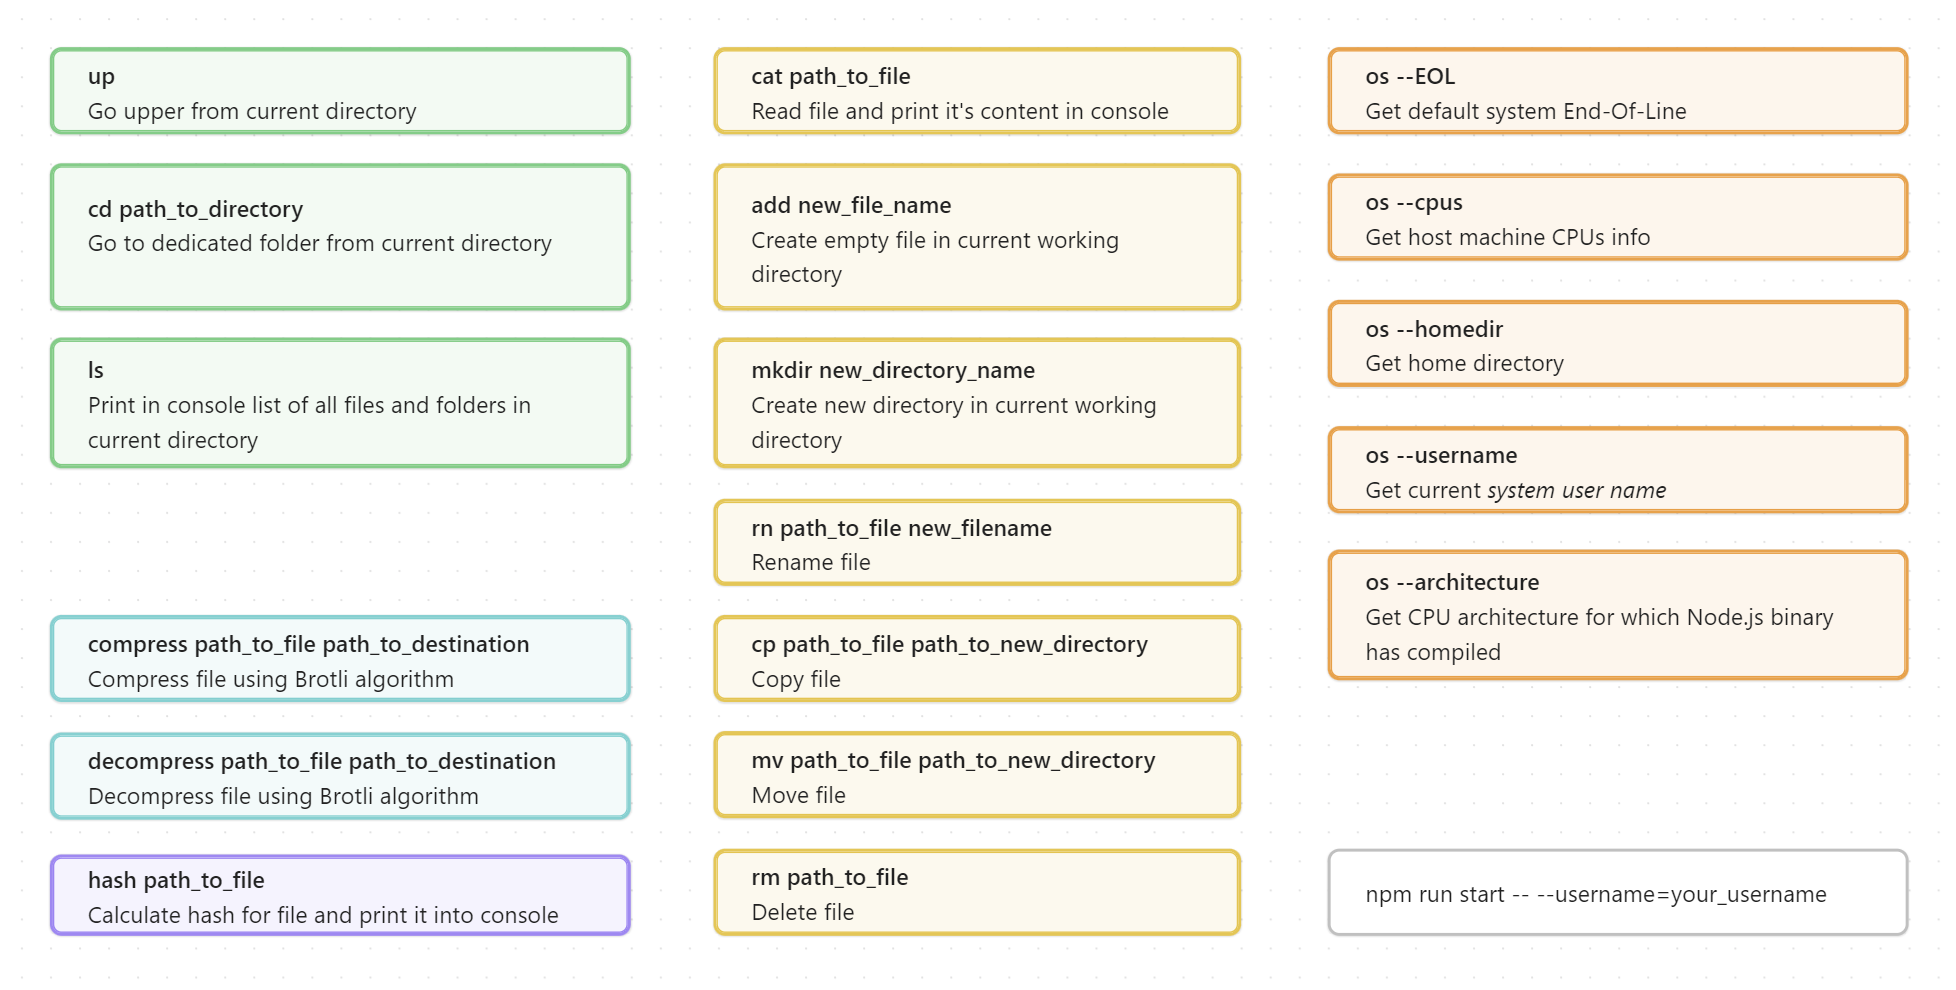 up
Go upper from current directory
cd path_to_directory
Go to dedicated folder from current directory
ls
Print in console list of all files and folders in
current directory
compress path_to_file path_to_destination
Compress file using Brotli algorithm
decompress path_to_file path_to_destination
Decompress file using Brotli algorithm
hash path_to_file
Calculate hash for file and print it into console
cat path_to_file
Read file and print it's content in console
add new_file_name
Create empty file in current working
directory
mkdir new_directory_name
Create new directory in current working
directory
rn path_to_file new_filename
Rename file
cp path_to_file path_to_new_directory
Copy file
mv path_to_file path_to_new_directory
Move file
rm path_to_file
Delete file
os --EOL
Get default system End-Of-Line
os --cpus
Get host machine CPUs info
os --homedir
Get home directory
os --username
Get current system user name
os --architecture
Get CPU architecture for which Node.js binary
has compiled
npm run start -- --username=your_username